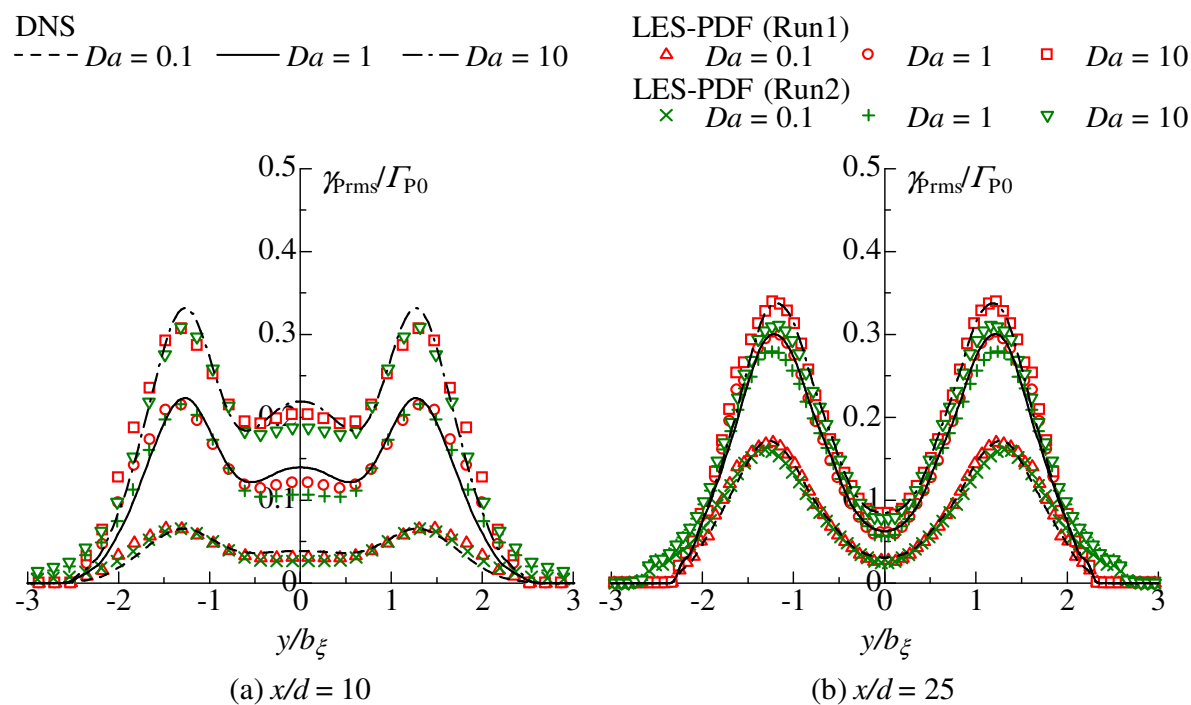 DNS
Da = 0.1 Da = 1 Da = 10
LES-PDF (Run1)
Da = 0.1 Da = 1 Da = 10
LES-PDF (Run2)
Da = 0.1 Da = 1 Da = 10
γPrms/ΓP0
0.5
0.4
0.3
0.2
0.1
0
-3 -2 -1 0 1 2 3
y/bξ
(a) x/d = 10
γPrms/ΓP0
0.5
0.4
0.3
0.2
0.1
0
-3 -2 -1 0 1 2 3
y/bξ
(b) x/d = 25